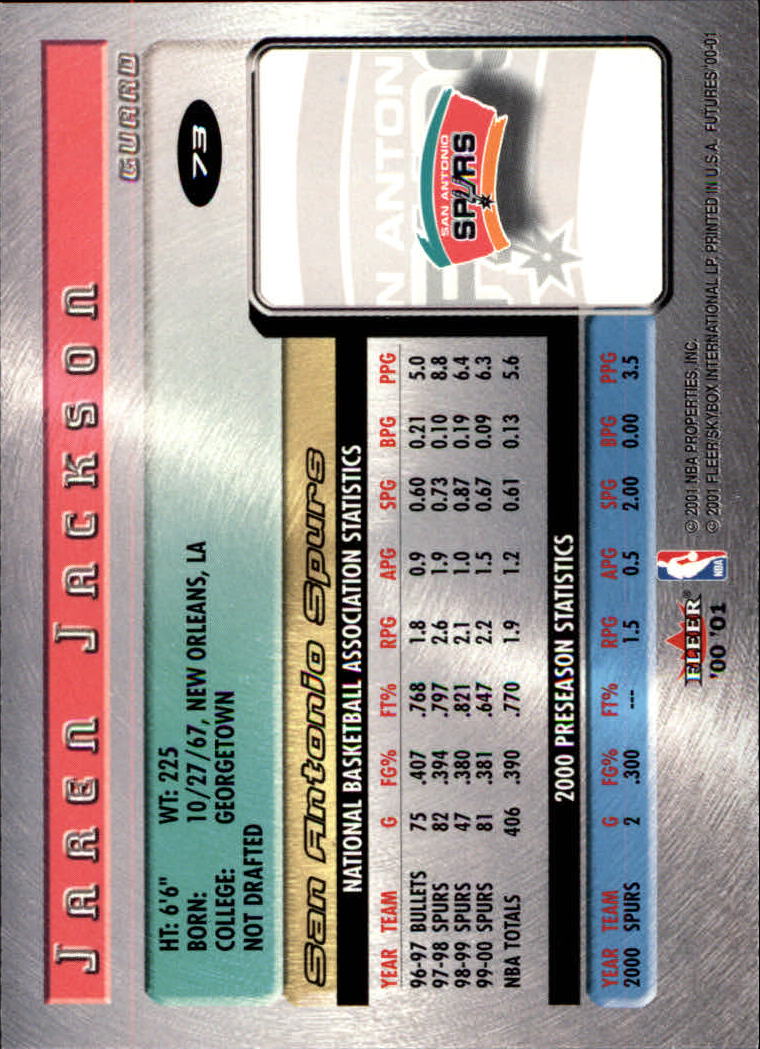 JAREN JACKSON
GUARD
HT: 6'6" WT: 225
BORN: 10/27/67, NEW ORLEANS, LA
COLLEGE: GEORGETOWN
NOT DRAFTED
73
San Antonio Spurs
NATIONAL BASKETBALL ASSOCIATION STATISTICS
YEAR TEAM G FG% FT% RPG APG SPG BPG PPG
96-97 BULLETS 75 .407 .768 1.8 0.9 0.60 0.21 5.0
97-98 SPURS 82 .394 .797 2.6 1.9 0.73 0.10 8.8
98-99 SPURS 47 .380 .821 2.1 1.0 0.87 0.19 6.4
99-00 SPURS 81 .381 .647 2.2 1.5 0.67 0.09 6.3
NBA TOTALS 406 .390 .770 1.9 1.2 0.61 0.13 5.6
N ANTON
SAN ANTONIO
SPURS
2000 PRESEASON STATISTICS
YEAR TEAM G FG% FT% RPG APG SPG BPG PPG
2000 SPURS 2 .300 --- 1.5 0.5 2.00 0.00 3.5
FLEER®
'00 '01
NBA
© 2001 NBA PROPERTIES, INC.
© 2001 FLEER/SKYBOX INTERNATIONAL LP, PRINTED IN U.S.A. FUTURES '00-01